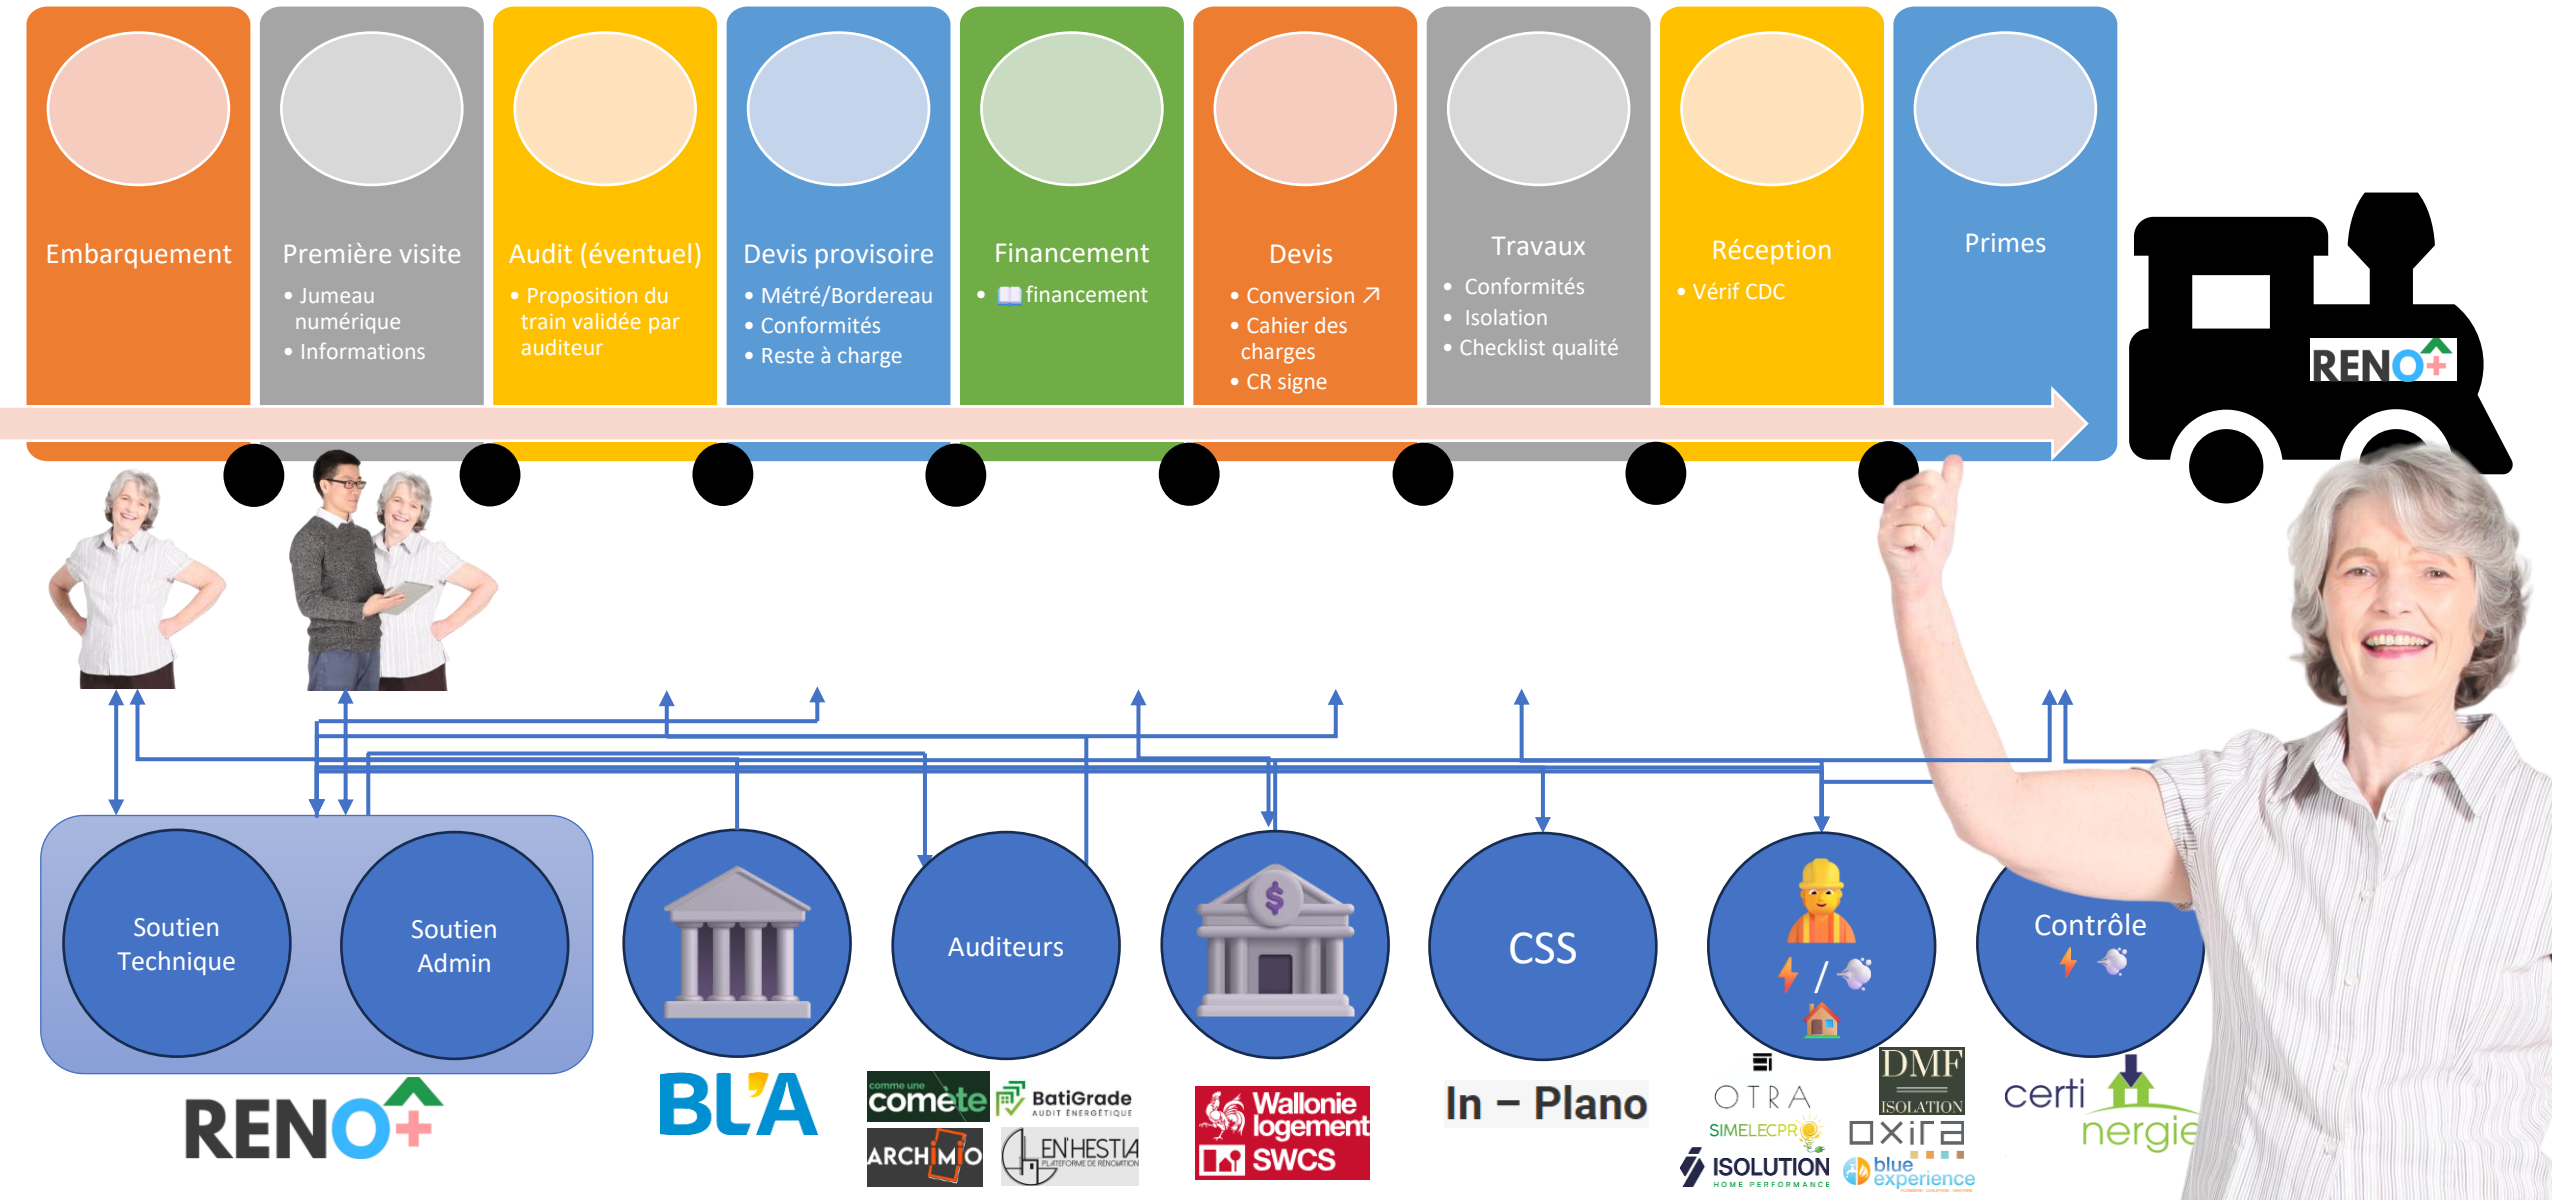 Embarquement
Première visite
• Jumeau
numérique
• Informations
Audit (éventuel)
• Proposition du
train validée par
auditeur
Devis provisoire
• Métré/Bordereau
• Conformités
• Reste à charge
Financement
• financement
Devis
• Conversion ↗
• Cahier des
charges
• CR signe
Travaux
• Conformités
• Isolation
• Checklist qualité
Réception
• Vérif CDC
Primes
RENO+
Soutien
Technique
Soutien
Admin
Auditeurs
$
CSS
/
Contrôle
RENO+
BL'A
comme une
comète
BatiGrade
AUDIT ÉNERGÉTIQUE
ARCHIMIO
EN'HESTIA
PLATEFORME DE RÉNOVATION
Wallonie
logement
SWCS
In – Plano
OTRA
DMF
ISOLATION
SIMELECPRO
OXIRA
ISOLUTION
HOME PERFORMANCE
blue
experience
certi
nergie